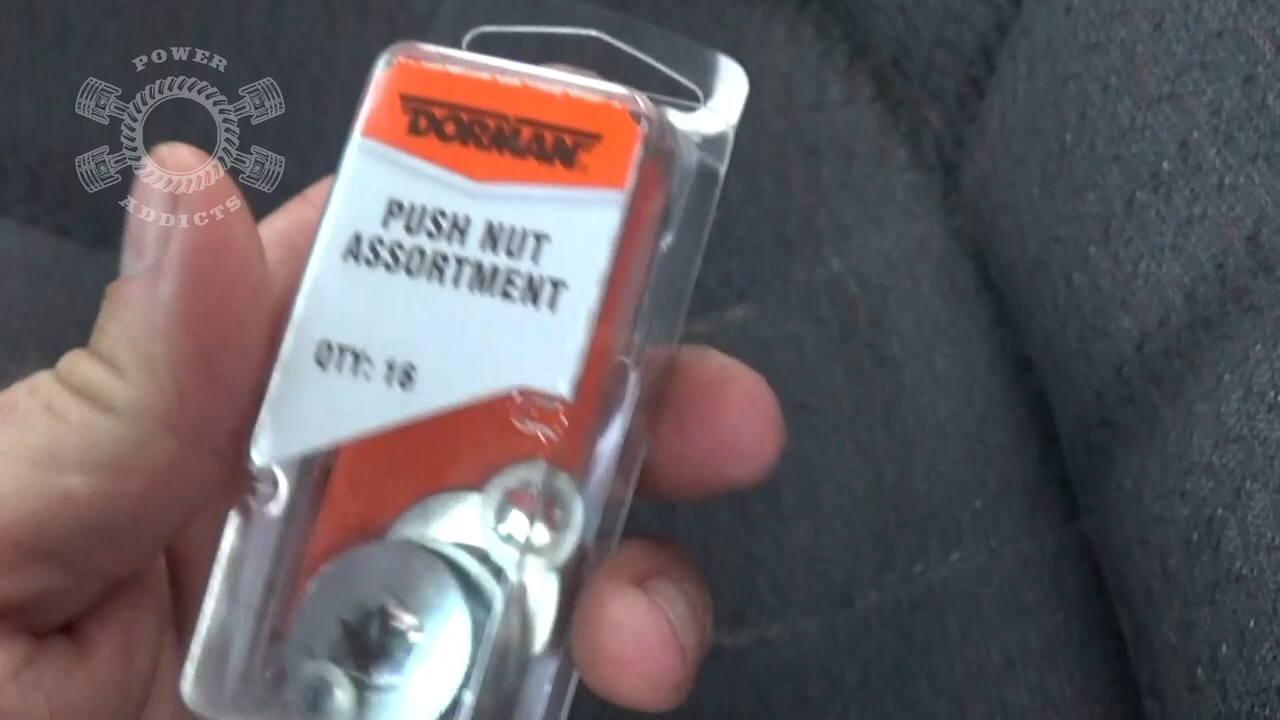 POWER
ADDICTS
DORMAN
PUSH NUT
ASSORTMENT
QTY: 16